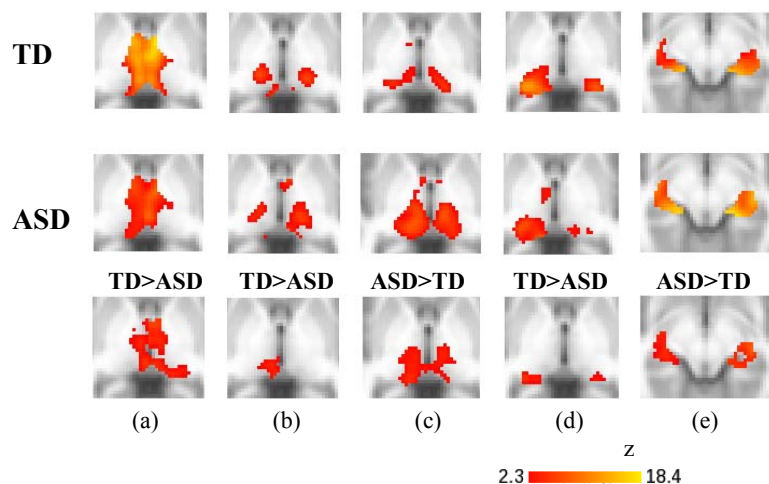 TD
ASD
TD>ASD TD>ASD ASD>TD TD>ASD ASD>TD
(a) (b) (c) (d) (e)
z
2.3 18.4